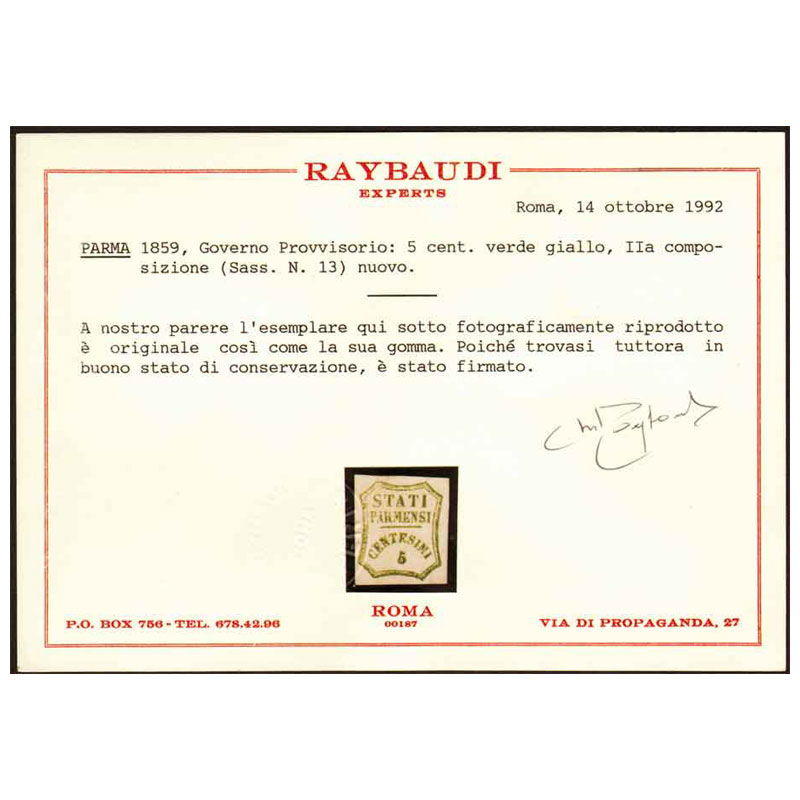 RAYBAUDI
EXPERTS
Roma, 14 ottobre 1992
PARMA 1859, Governo Provvisorio: 5 cent. verde giallo, IIa compo-
sizione (Sass. N. 13) nuovo.
A nostro parere l'esemplare qui sotto fotograficamente riprodotto
è originale così come la sua gomma. Poiché trovasi tuttora in
buono stato di conservazione, è stato firmato.
STATI
PARMENSI
CENTESIMI
5
ROMA
00187
P.O. BOX 756 - TEL. 678.42.96
VIA DI PROPAGANDA, 27